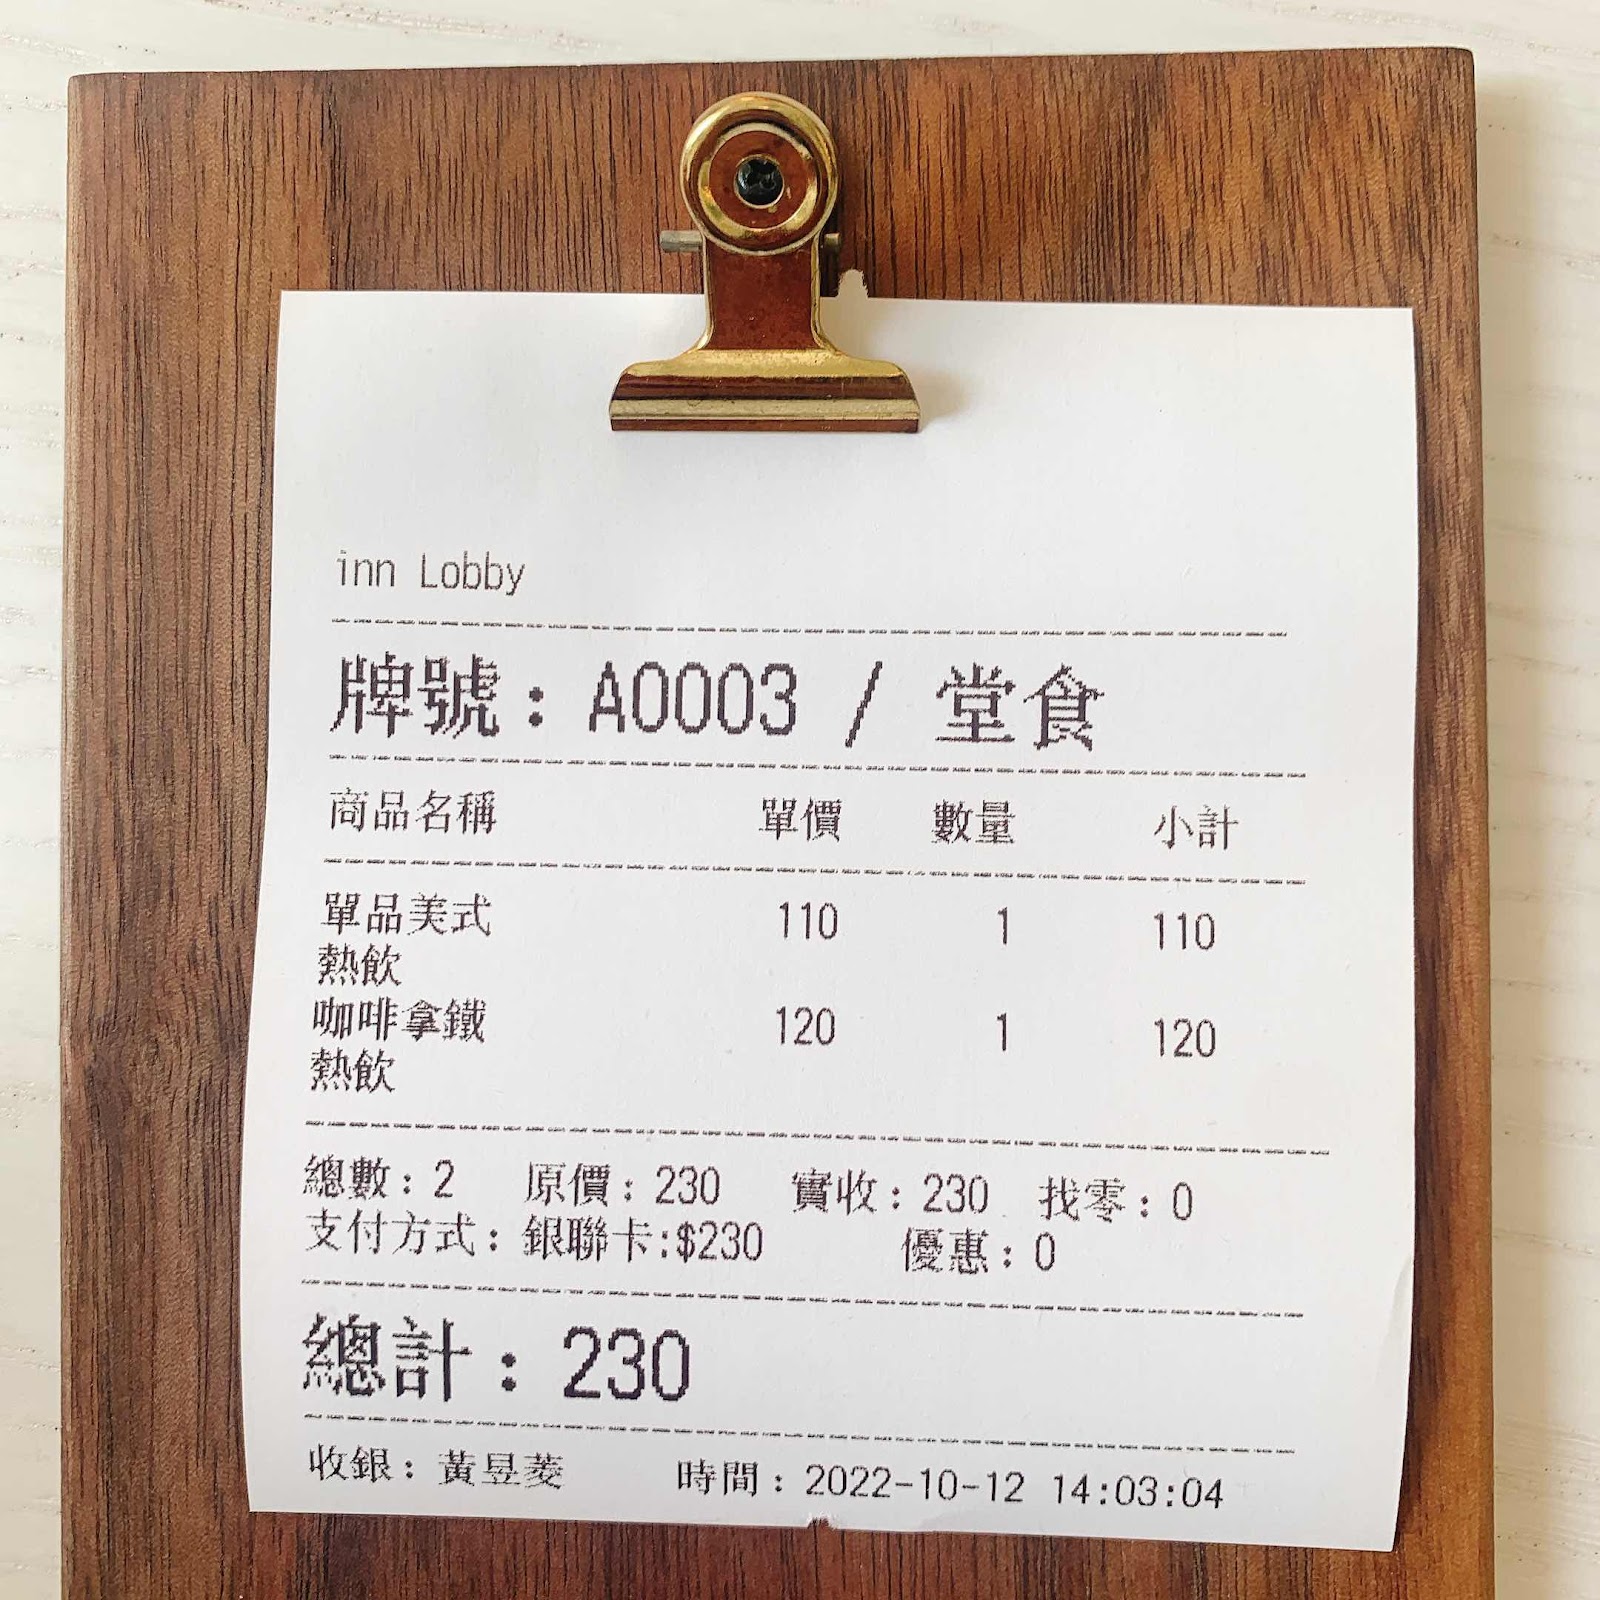 inn Lobby
牌號：A0003 / 堂食
商品名稱 單價 數量 小計
單品美式 110 1 110
熱飲
咖啡拿鐵 120 1 120
熱飲
總數：2 原價：230 實收：230 找零：0
支付方式：銀聯卡:$230 優惠：0
總計：230
收銀：黃昱菱 時間：2022-10-12 14:03:04